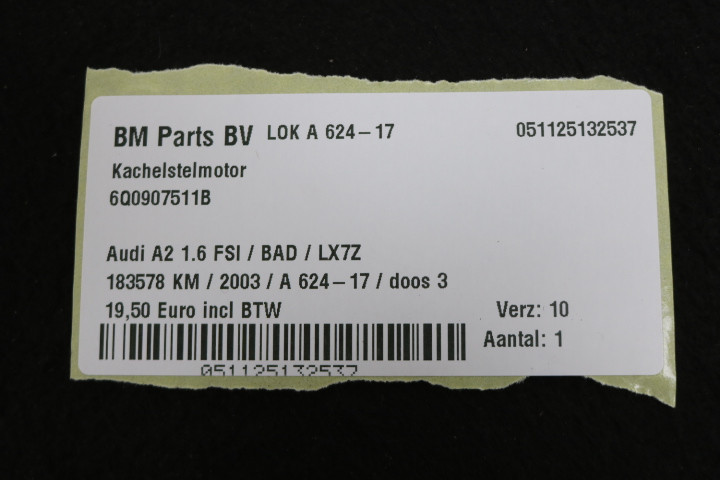 BM Parts BV LOK A 624-17 051125132537
Kachelstelmotor
6Q0907511B
Audi A2 1.6 FSI / BAD / LX7Z
183578 KM / 2003 / A 624-17 / doos 3
19,50 Euro incl BTW Verz: 10
Aantal: 1
051125132537